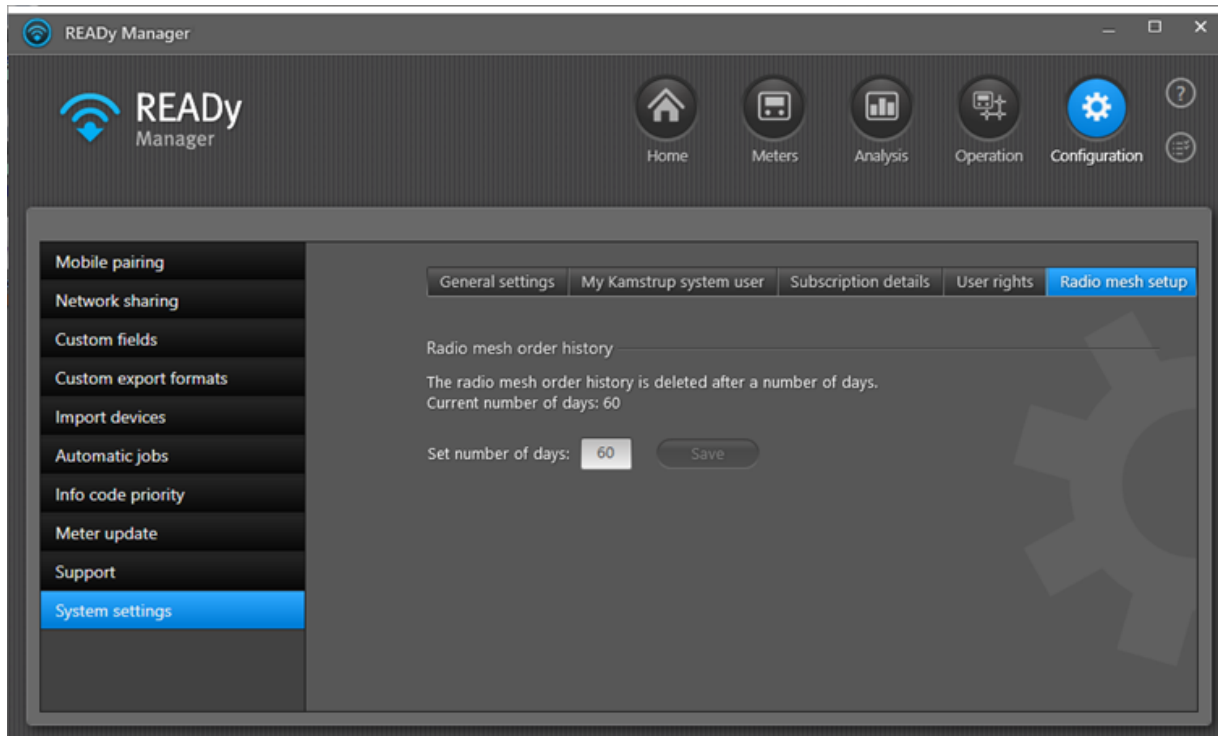 READy Manager
READy
Manager
Home
Meters
Analysis
Operation
Configuration
?
Mobile pairing
Network sharing
Custom fields
Custom export formats
Import devices
Automatic jobs
Info code priority
Meter update
Support
System settings
General settings
My Kamstrup system user
Subscription details
User rights
Radio mesh setup
Radio mesh order history
The radio mesh order history is deleted after a number of days.
Current number of days: 60
Set number of days: 60 Save